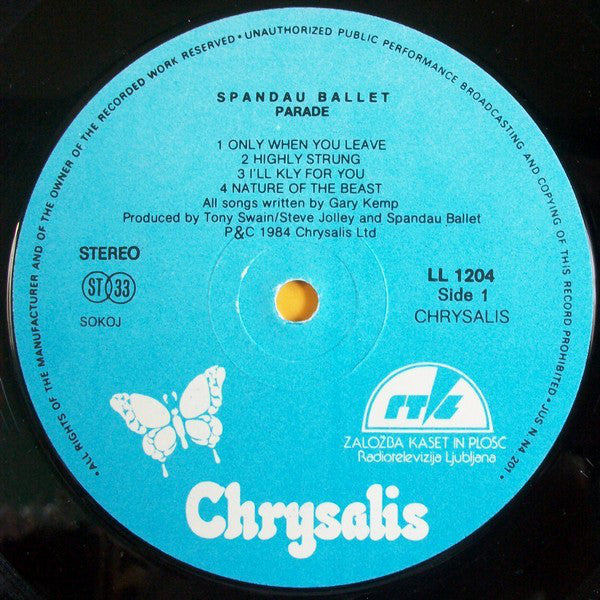 •ALL RIGHTS OF THE MANUFACTURER AND OF THE OWNER OF THE RECORDED WORK RESERVED•UNAUTHORIZED PUBLIC PERFORMANCE BROADCASTING AND COPYING OF THIS RECORD PROHIBITED•JUS N NA 201•
SPANDAU BALLET
PARADE
1 ONLY WHEN YOU LEAVE
2 HIGHLY STRUNG
3 I'LL KLY FOR YOU
4 NATURE OF THE BEAST
All songs written by Gary Kemp
Produced by Tony Swain/Steve Jolley and Spandau Ballet
P&C 1984 Chrysalis Ltd
STEREO
ST 33
SOKOJ
LL 1204
Side 1
CHRYSALIS
ZALOŽBA KASET IN PLOŠČ
Radiorelevizija Ljubljana
Chrysalis